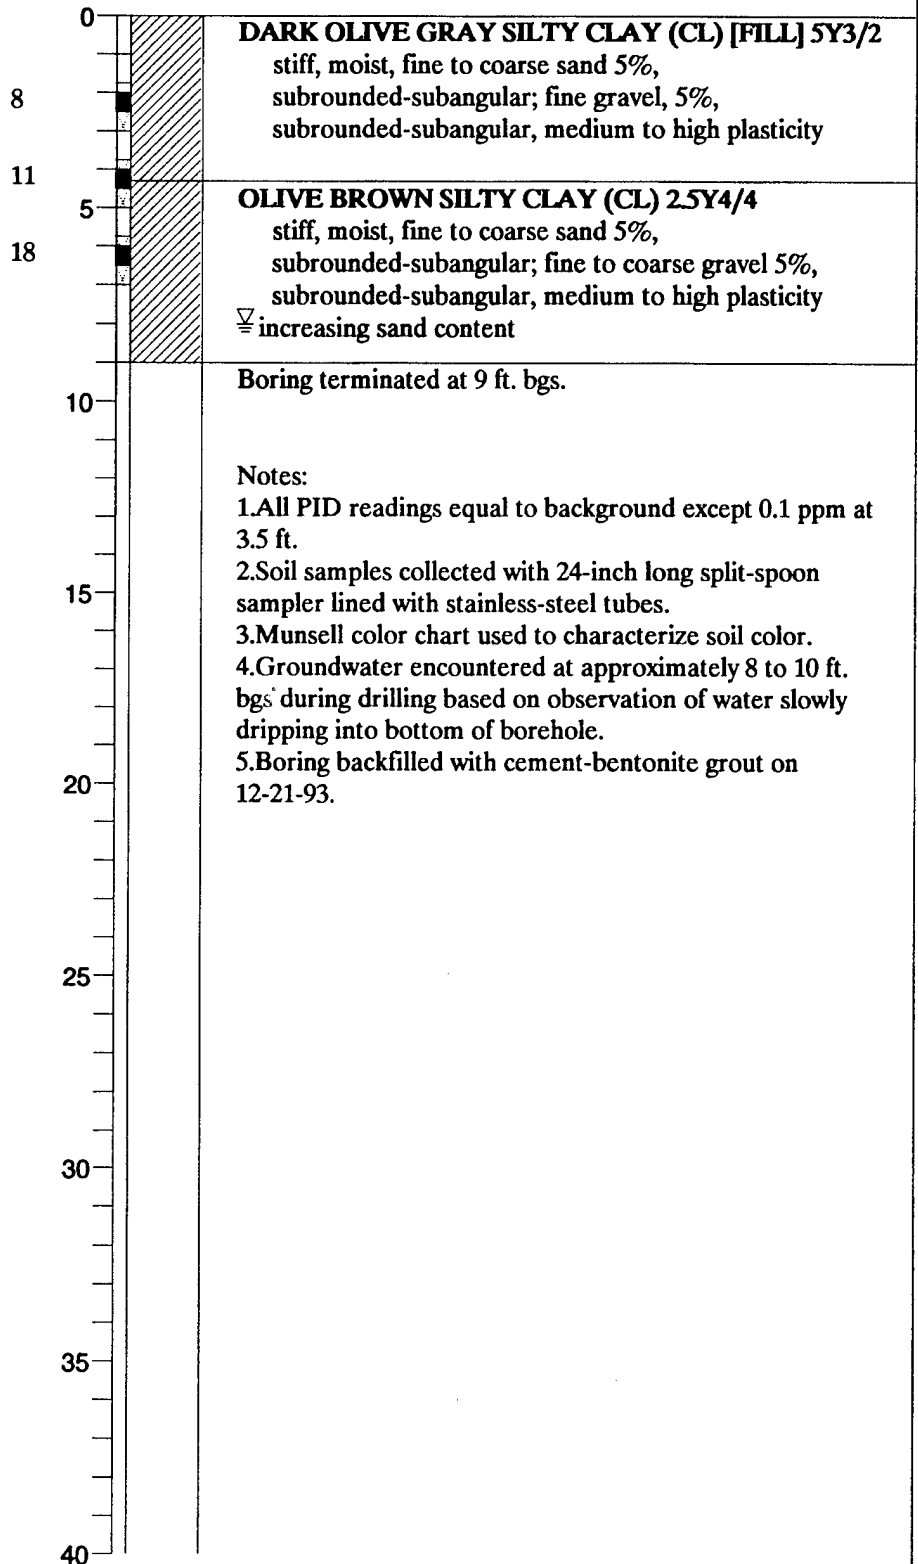 0
DARK OLIVE GRAY SILTY CLAY (CL) [FILL] 5Y3/2
stiff, moist, fine to coarse sand 5%,
8
subrounded-subangular; fine gravel, 5%,
subrounded-subangular, medium to high plasticity
11
5
OLIVE BROWN SILTY CLAY (CL) 2.5Y4/4
stiff, moist, fine to coarse sand 5%,
18
subrounded-subangular; fine to coarse gravel 5%,
subrounded-subangular, medium to high plasticity
increasing sand content
Boring terminated at 9 ft. bgs.
10
Notes:
1.All PID readings equal to background except 0.1 ppm at
3.5 ft.
2.Soil samples collected with 24-inch long split-spoon
15
sampler lined with stainless-steel tubes.
3.Munsell color chart used to characterize soil color.
4.Groundwater encountered at approximately 8 to 10 ft.
bgs during drilling based on observation of water slowly
dripping into bottom of borehole.
5.Boring backfilled with cement-bentonite grout on
20
12-21-93.
25
30
35
40